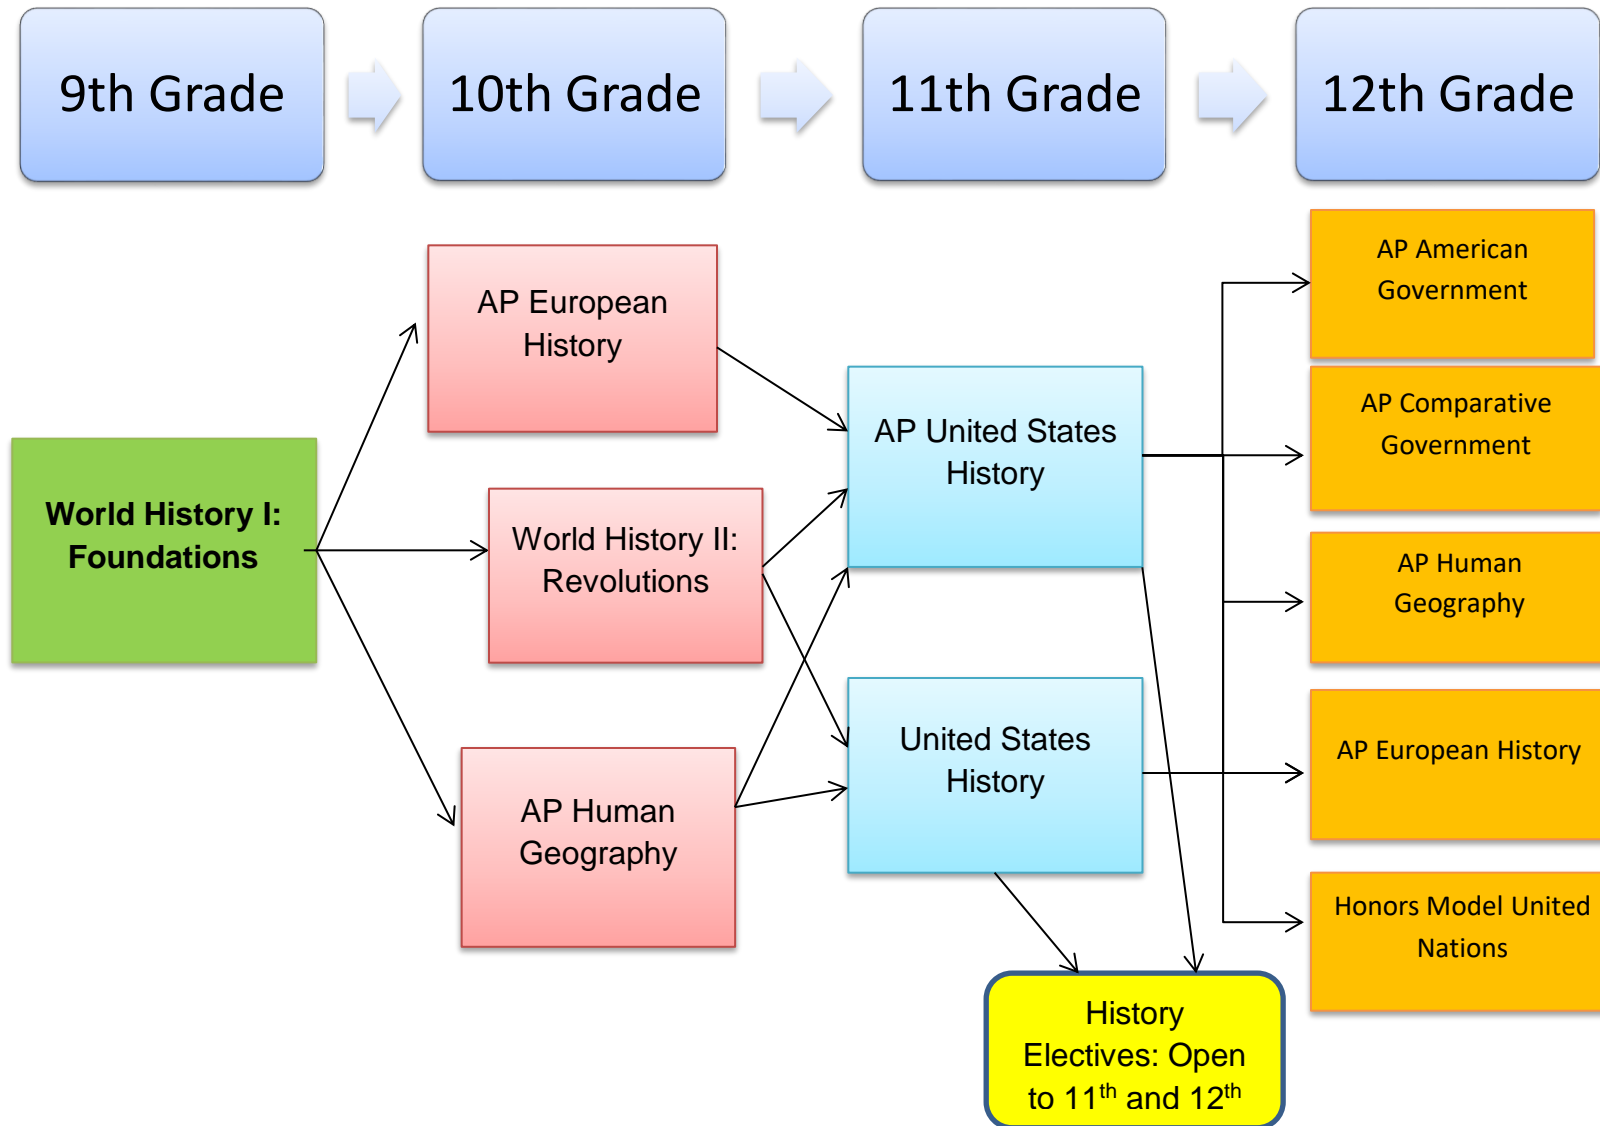 9th Grade
10th Grade
11th Grade
12th Grade
World History I:
Foundations
AP European
History
World History II:
Revolutions
AP Human
Geography
AP United States
History
United States
History
History
Electives: Open
to 11th and 12th
AP American
Government
AP Comparative
Government
AP Human
Geography
AP European History
Honors Model United
Nations